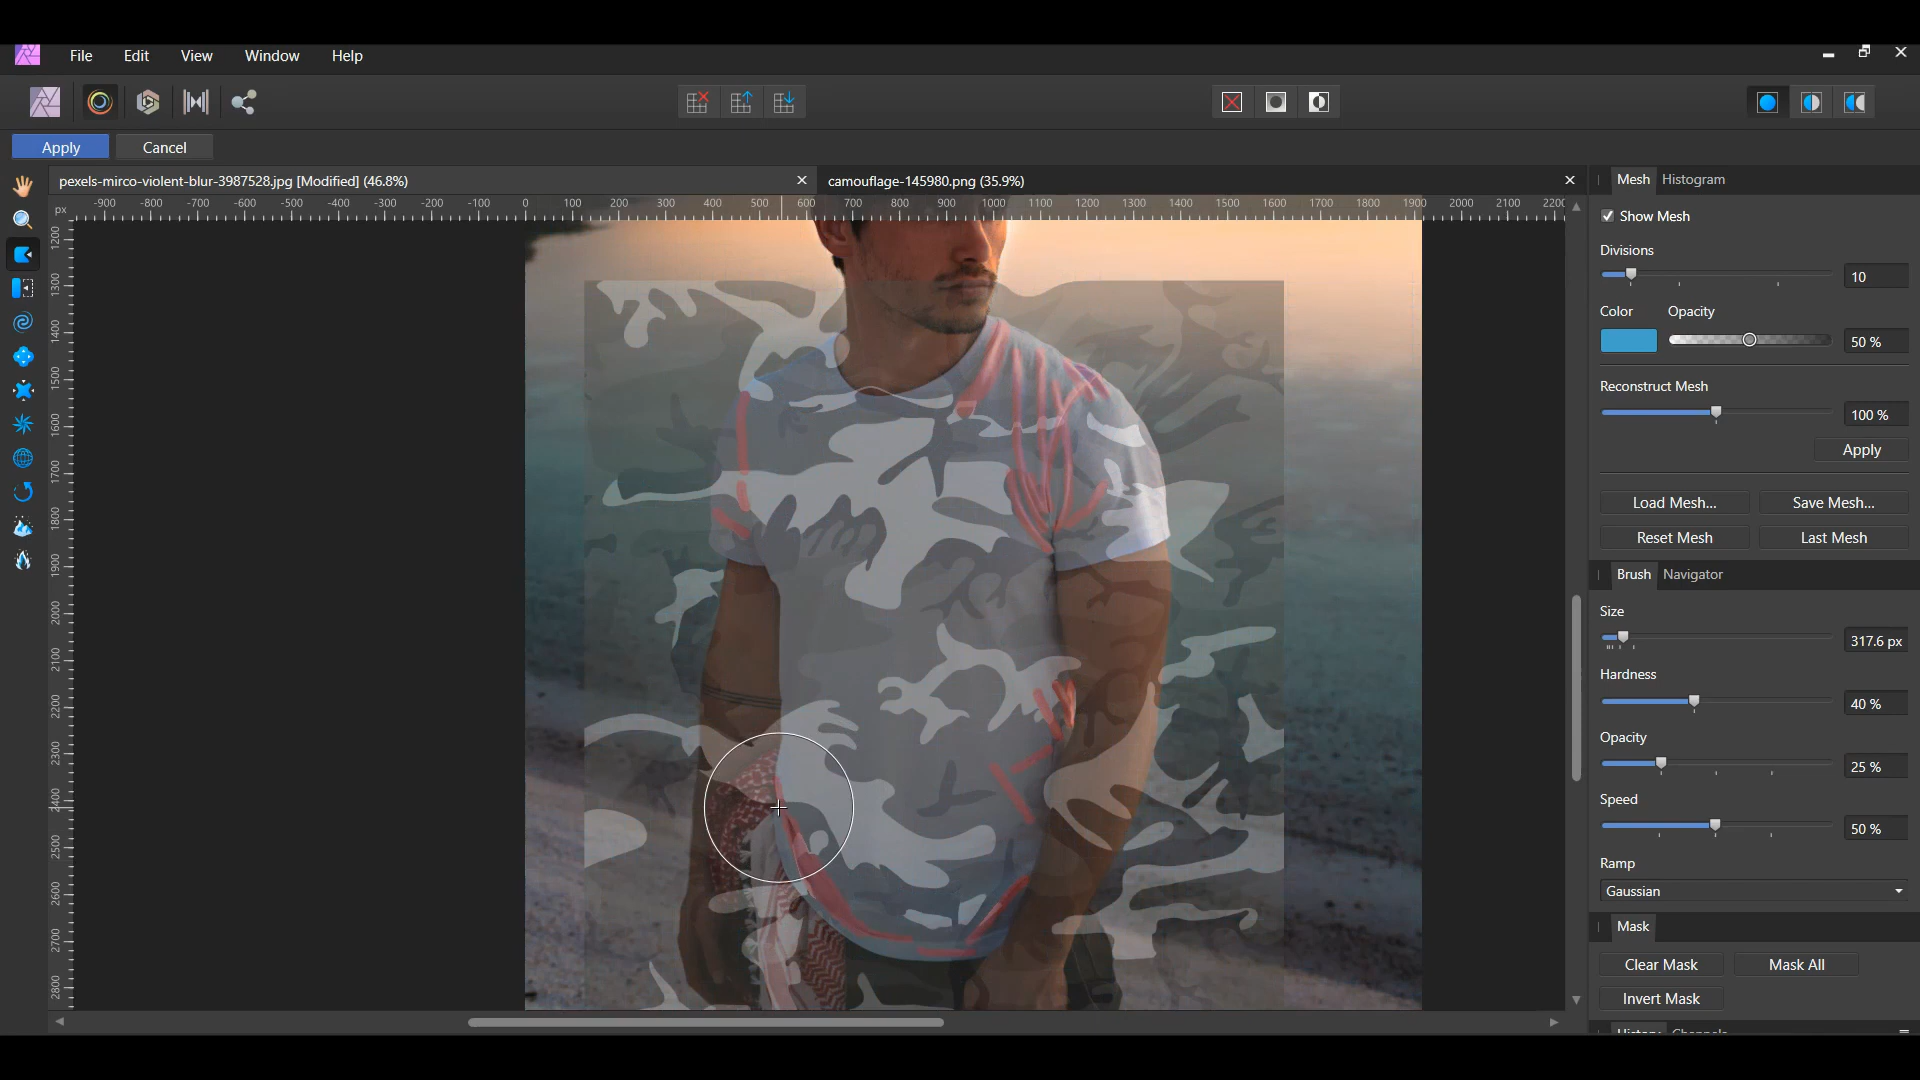 File Edit View Window Help
Apply Cancel
pexels-mirco-violent-blur-3987528.jpg [Modified] (46.8%)
camouflage-145980.png (35.9%)
px
-900 -800 -700 -600 -500 -400 -300 -200 -100 0 100 200 300 400 500 600 700 800 900 1000 1100 1200 1300 1400 1500 1600 1700 1800 1900 2000 2100
1200
1300
1400
1500
1600
1700
1800
1900
2000
2100
2200
2300
2400
2500
2600
2700
2800
Mesh Histogram
Show Mesh
Divisions
10
Color Opacity
50 %
Reconstruct Mesh
100 %
Apply
Load Mesh... Save Mesh...
Reset Mesh Last Mesh
Brush Navigator
Size
317.6 px
Hardness
40 %
Opacity
25 %
Speed
50 %
Ramp
Gaussian
Mask
Clear Mask Mask All
Invert Mask
History Channels